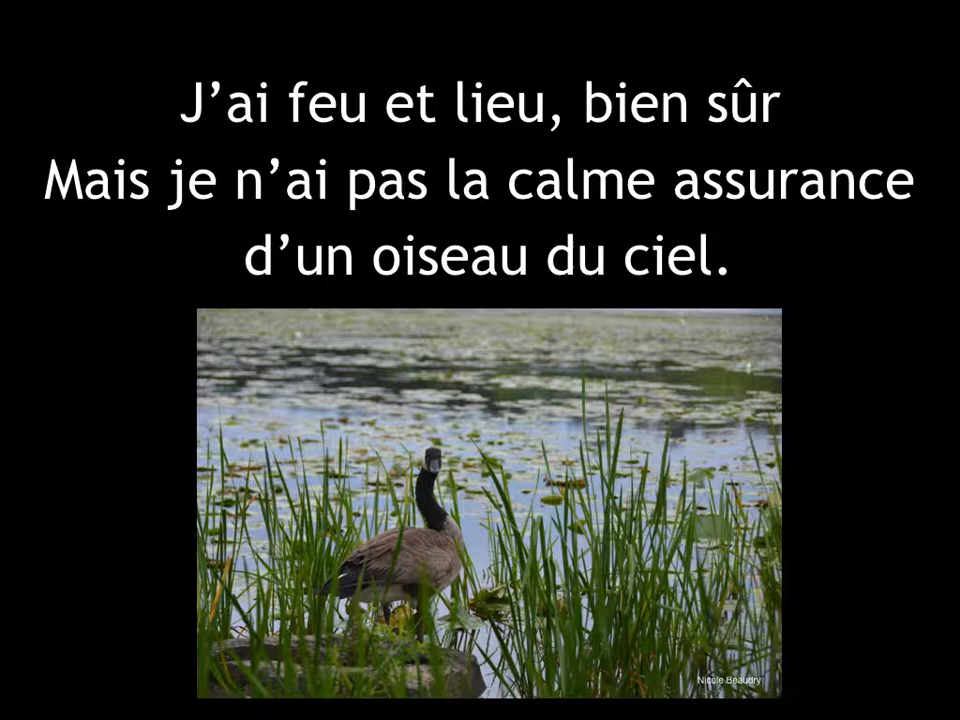 J’ai feu et lieu, bien sûr
Mais je n’ai pas la calme assurance
d’un oiseau du ciel.
Nicole Beaudry